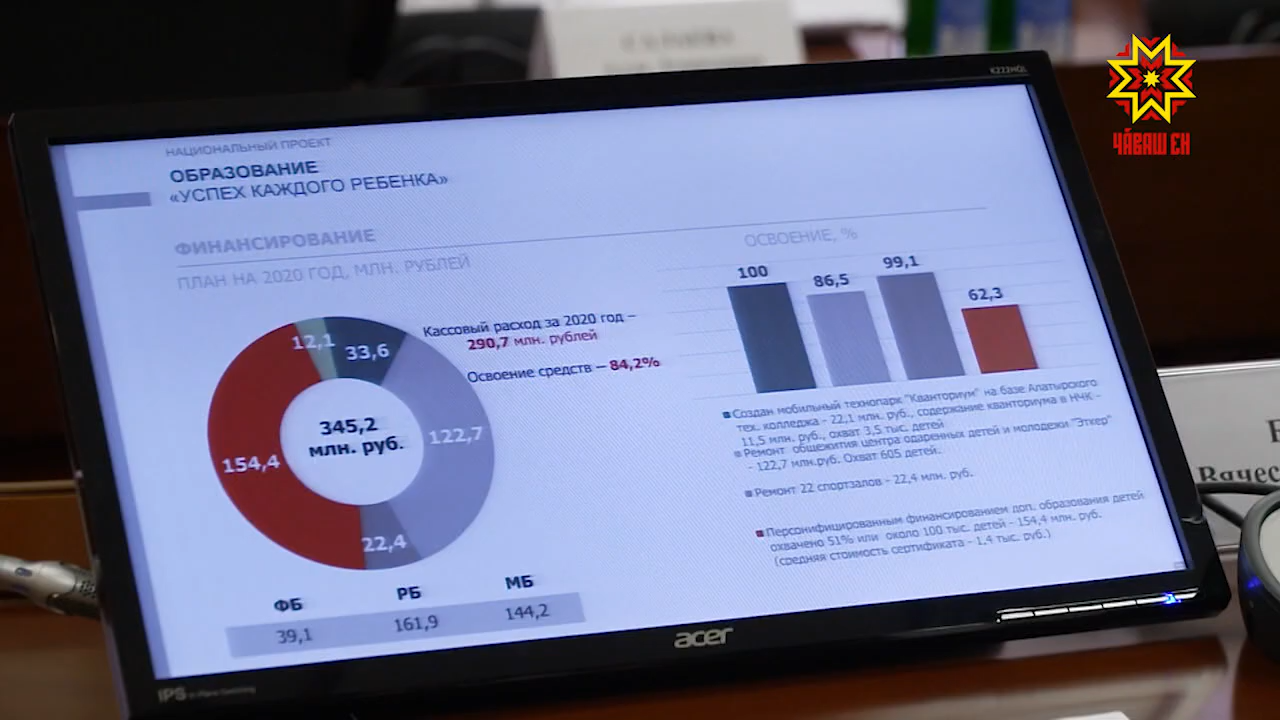 K222HQL
ЧӐВАШ ЕН
НАЦИОНАЛЬНЫЙ ПРОЕКТ
ОБРАЗОВАНИЕ
«УСПЕХ КАЖДОГО РЕБЕНКА»
ФИНАНСИРОВАНИЕ
ПЛАН НА 2020 ГОД, МЛН. РУБЛЕЙ
12,1
33,6
122,7
22,4
154,4
345,2
млн. руб.
Кассовый расход за 2020 год –
290,7 млн. рублей
Освоение средств – 84,2%
ФБ РБ МБ
39,1 161,9 144,2
ОСВОЕНИЕ, %
100
86,5
99,1
62,3
Создан мобильный технопарк "Кванториум" на базе Алатырского
тех. колледжа - 22,1 млн. руб., содержание кванториума в НЧК -
11,5 млн. руб., охват 3,5 тыс. детей
Ремонт общежития центра одаренных детей и молодежи "Эткер"
- 122,7 млн.руб. Охват 605 детей.
Ремонт 22 спортзалов - 22,4 млн. руб.
Персонифицированным финансированием доп. образования детей
охвачено 51% или около 100 тыс. детей - 154,4 млн. руб.
(средняя стоимость сертификата - 1,4 тыс. руб.)
acer
IPS
Вячес